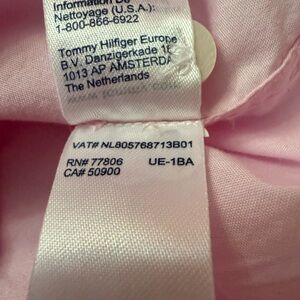 Information De
Nettoyage (U.S.A.):
1-800-866-6922
Tommy Hilfiger Europe
B.V. Danzigerkade
1013 AP AMSTERDA
The Netherlands
VAT# NL805768713B01
RN# 77806 UE-1BA
CA# 50900